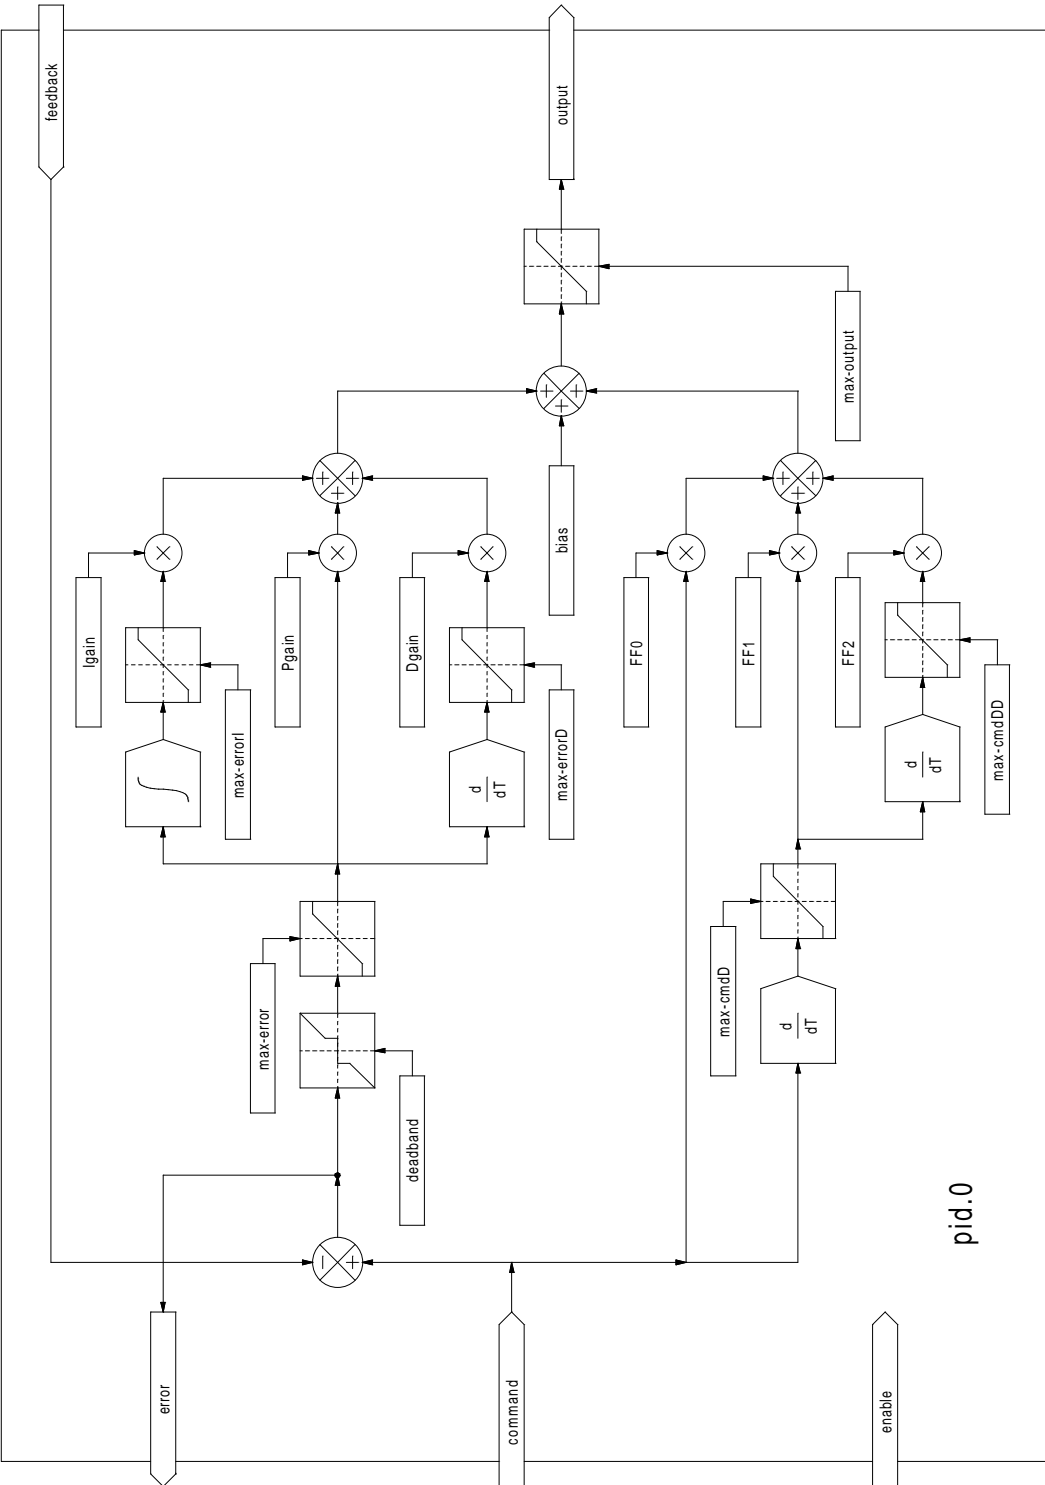 feedback
output
max-output
Igain
Pgain
Dgain
bias
FF0
FF1
FF2
max-errorI
max-errorD
max-cmdDD
d
dT
d
dT
max-error
max-cmdD
d
dT
deadband
pid.0
error
command
enable